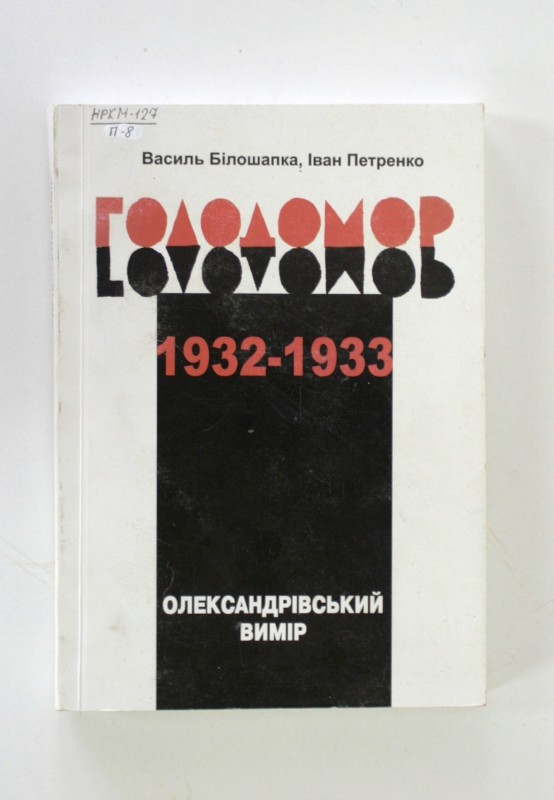 НРКМ-127
П-8
Василь Білошапка, Іван Петренко
ГОЛОДОМОР
1932-1933
ОЛЕКСАНДРІВСЬКИЙ
ВИМІР